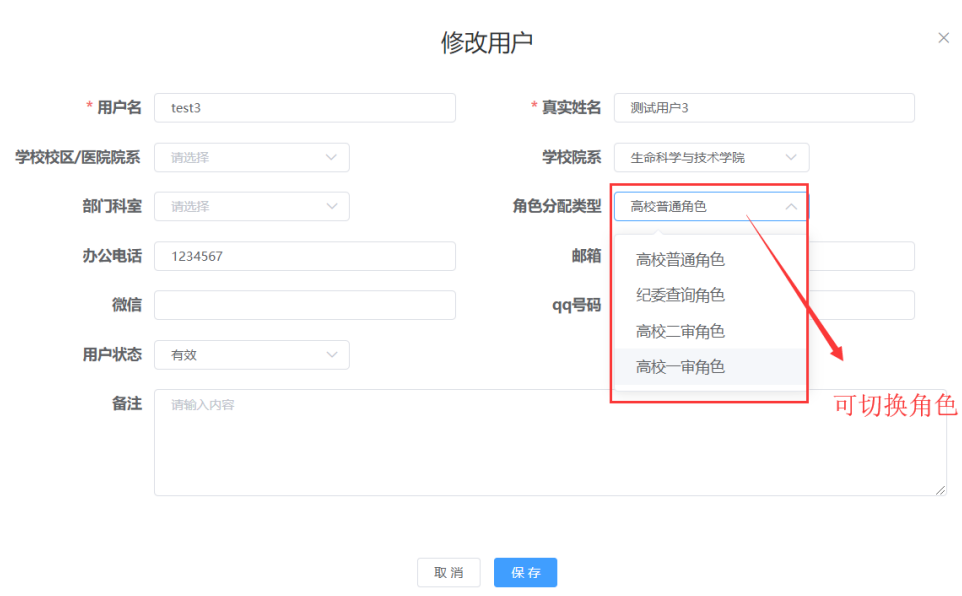 修改用户
* 用户名 test3 * 真实姓名 测试用户3
学校校区/医院院系 请选择 学校院系 生命科学与技术学院
部门科室 请选择 角色分配类型 高校普通角色
办公电话 1234567 邮箱 高校普通角色
微信 qq号码 纪委查询角色
高校二审角色
用户状态 有效 高校一审角色
备注 请输入内容 可切换角色
取消 保存